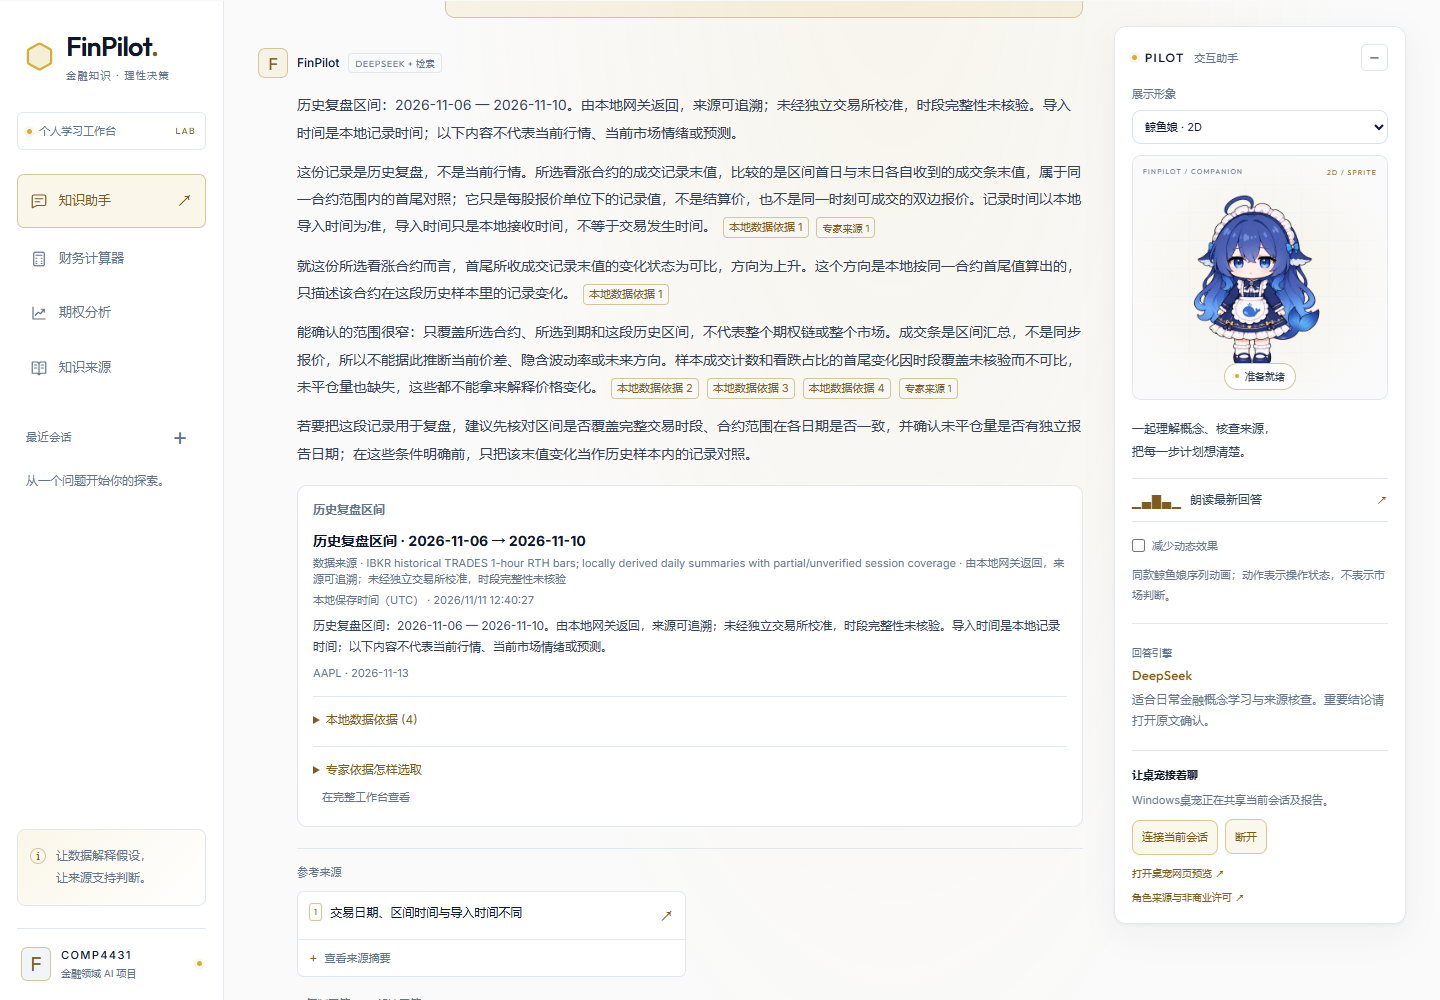 FinPilot.
金融知识 · 理性决策
个人学习工作台 LAB
知识助手
财务计算器
期权分析
知识来源
最近会话
从一个问题开始你的探索。
让数据解释假设，
让来源支持判断。
F
COMP4431
金融领域 AI 项目
F
FinPilot
DEEPSEEK + 检索
历史复盘区间：2026-11-06 — 2026-11-10。由本地网关返回，来源可追溯；未经独立交易所校准，时段完整性未核验。导入
时间是本地记录时间；以下内容不代表当前行情、当前市场情绪或预测。
这份记录是历史复盘，不是当前行情。所选看涨合约的成交记录末值，比较的是区间首日与末日各自收到的成交条末值，属于同
一合约范围内的首尾对照；它只是每股报价单位下的记录值，不是结算价，也不是同一时刻可成交的双边报价。记录时间以本地
导入时间为准，导入时间只是本地接收时间，不等于交易发生时间。 本地数据依据 1 专家来源 1
就这份所选看涨合约而言，首尾所收成交记录末值的变化状态为可比，方向为上升。这个方向是本地按同一合约首尾值算出的，
只描述该合约在这段历史样本里的记录变化。 本地数据依据 1
能确认的范围很窄：只覆盖所选合约、所选到期和这段历史区间，不代表整个期权链或整个市场。成交条是区间汇总，不是同步
报价，所以不能据此推断当前价差、隐含波动率或未来方向。样本成交计数和看跌占比的首尾变化因时段覆盖未核验而不可比，
未平仓量也缺失，这些都不能拿来解释价格变化。 本地数据依据 2 本地数据依据 3 本地数据依据 4 专家来源 1
若要把这段记录用于复盘，建议先核对区间是否覆盖完整交易时段、合约范围在各日期是否一致，并确认未平仓量是否有独立报
告日期；在这些条件明确前，只把该末值变化当作历史样本内的记录对照。
历史复盘区间
历史复盘区间 · 2026-11-06 → 2026-11-10
数据来源 · IBKR historical TRADES 1-hour RTH bars; locally derived daily summaries with partial/unverified session coverage · 由本地网关返回，来
源可追溯；未经独立交易所校准，时段完整性未核验
本地保存时间（UTC） · 2026/11/11 12:40:27
历史复盘区间：2026-11-06 — 2026-11-10。由本地网关返回，来源可追溯；未经独立交易所校准，时段完整性未核验。导入时间是本地记录
时间；以下内容不代表当前行情、当前市场情绪或预测。
AAPL · 2026-11-13
本地数据依据 (4)
专家依据怎样选取
在完整工作台查看
参考来源
1 交易日期、区间时间与导入时间不同
+ 查看来源摘要
PILOT 交互助手
展示形象
鲸鱼娘 · 2D
FINPILOT / COMPANION
2D / SPRITE
准备就绪
一起理解概念、核查来源，
把每一步计划想清楚。
朗读最新回答
减少动态效果
同款鲸鱼娘序列动画；动作表示操作状态，不表示市
场判断。
回答引擎
DeepSeek
适合日常金融概念学习与来源核查。重要结论请
打开原文确认。
让桌宠接着聊
Windows桌宠正在共享当前会话及报告。
连接当前会话 断开
打开桌宠网页预览 ↗
角色来源与非商业许可 ↗